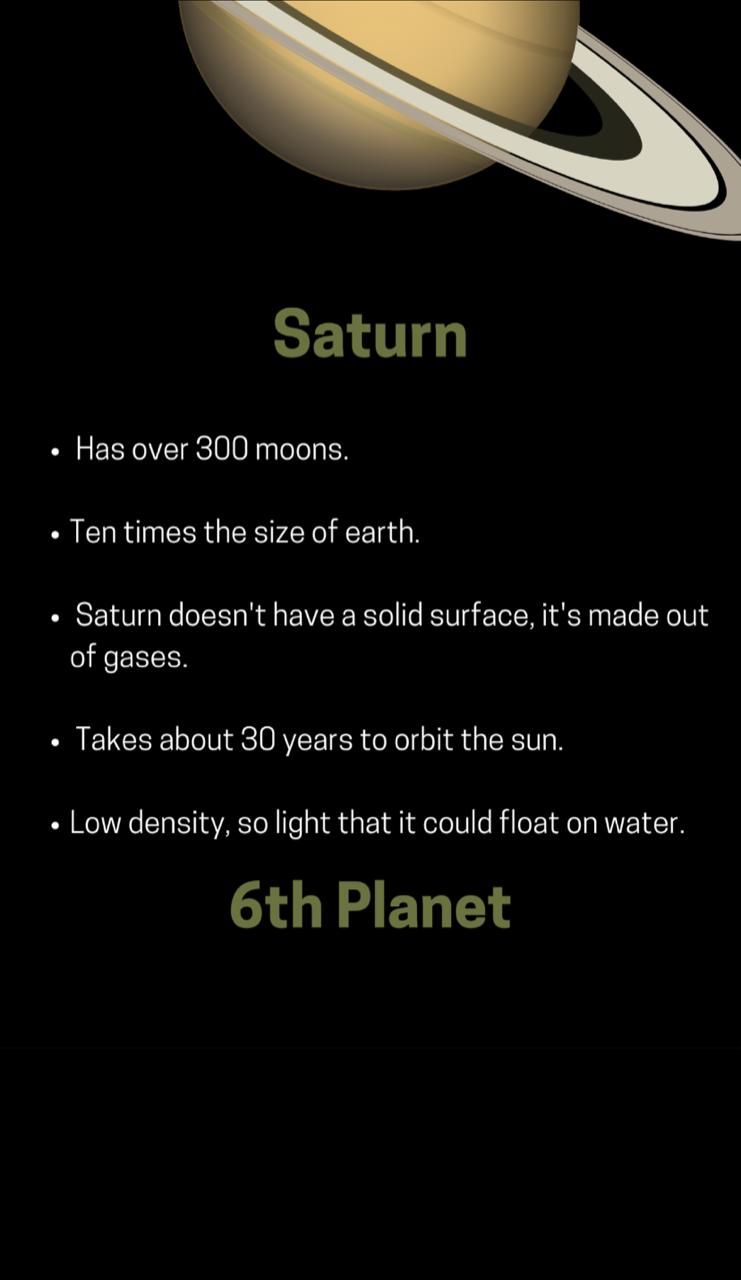 Saturn
• Has over 300 moons.
• Ten times the size of earth.
• Saturn doesn't have a solid surface, it's made out
of gases.
• Takes about 30 years to orbit the sun.
• Low density, so light that it could float on water.
6th Planet